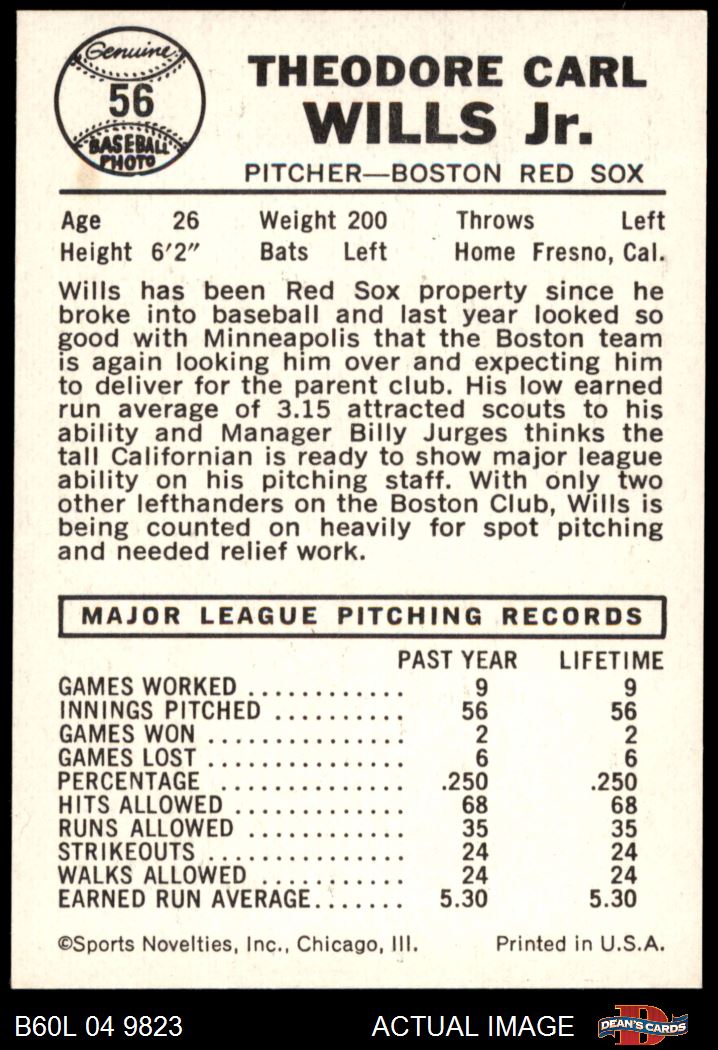 Genuine
56
BASEBALL
PHOTO
THEODORE CARL
WILLS Jr.
PITCHER—BOSTON RED SOX
Age 26 Weight 200 Throws Left
Height 6'2" Bats Left Home Fresno, Cal.
Wills has been Red Sox property since he
broke into baseball and last year looked so
good with Minneapolis that the Boston team
is again looking him over and expecting him
to deliver for the parent club. His low earned
run average of 3.15 attracted scouts to his
ability and Manager Billy Jurges thinks the
tall Californian is ready to show major league
ability on his pitching staff. With only two
other lefthanders on the Boston Club, Wills is
being counted on heavily for spot pitching
and needed relief work.
MAJOR LEAGUE PITCHING RECORDS
PAST YEAR LIFETIME
GAMES WORKED ............ 9 9
INNINGS PITCHED .......... 56 56
GAMES WON ............... 2 2
GAMES LOST ............... 6 6
PERCENTAGE .............. .250 .250
HITS ALLOWED ............. 68 68
RUNS ALLOWED ............ 35 35
STRIKEOUTS ............... 24 24
WALKS ALLOWED ........... 24 24
EARNED RUN AVERAGE....... 5.30 5.30
©Sports Novelties, Inc., Chicago, Ill. Printed in U.S.A.
B60L 04 9823 ACTUAL IMAGE DEAN'S CARDS